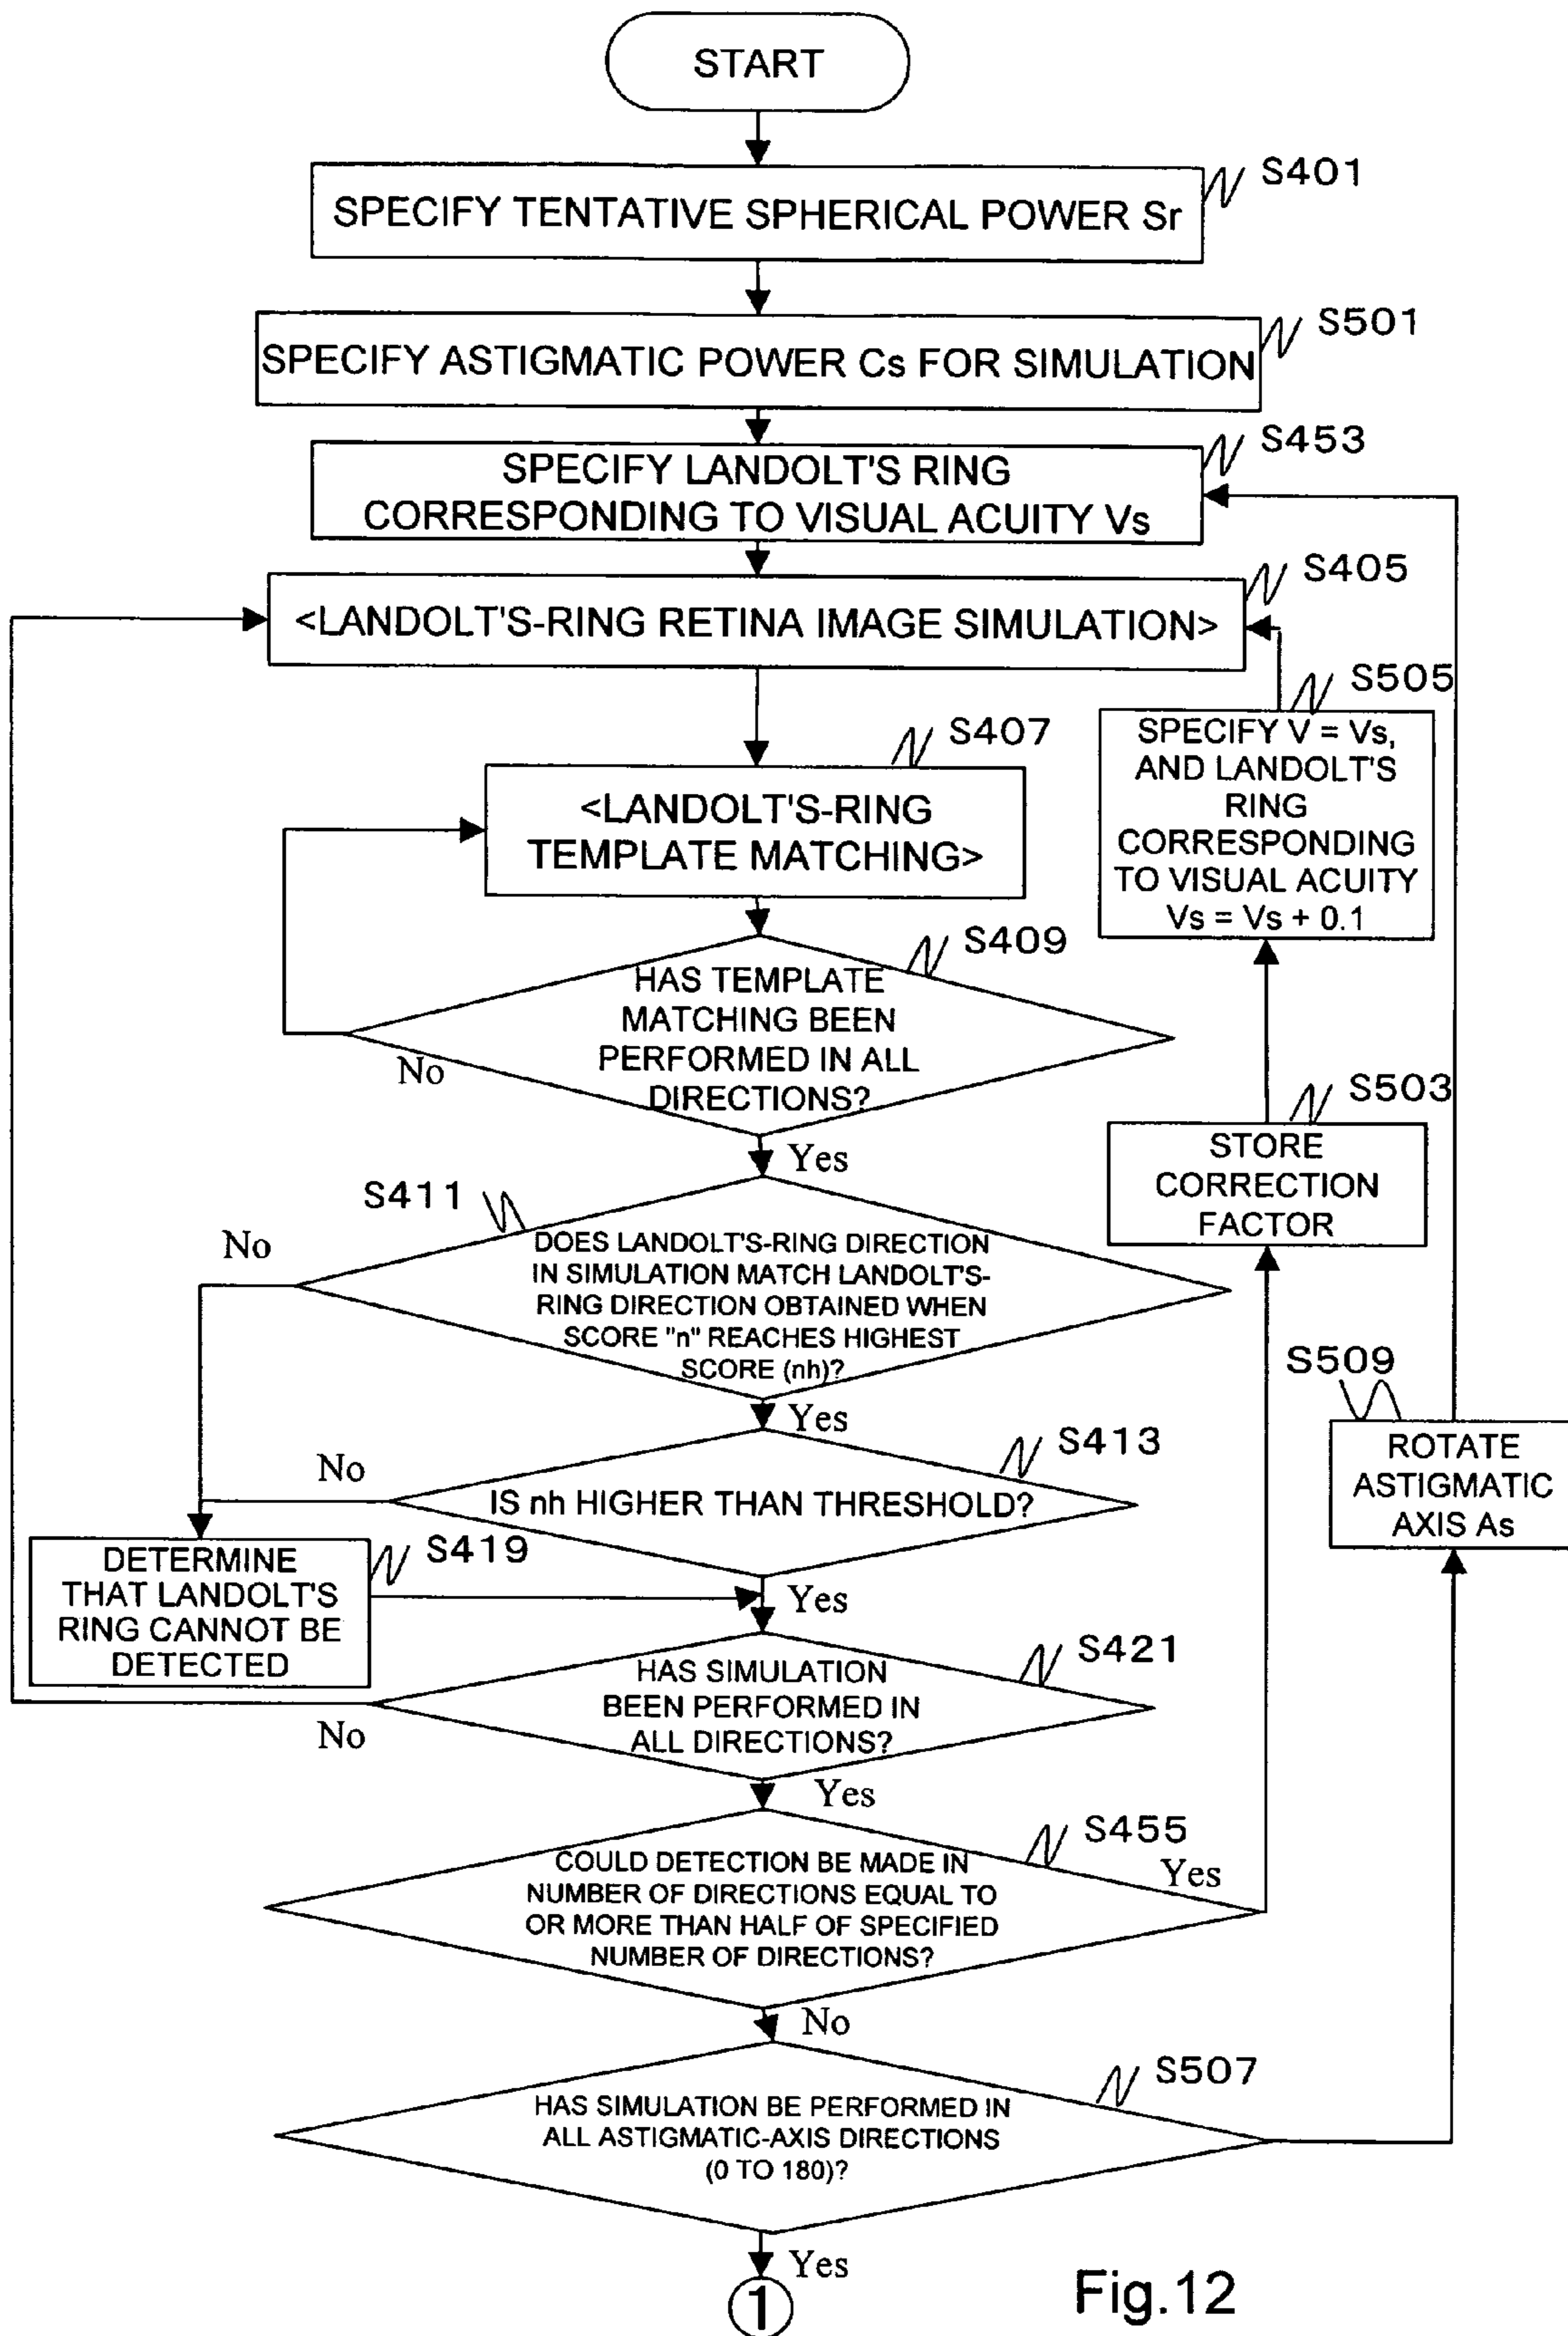 START
S401
SPECIFY TENTATIVE SPHERICAL POWER Sr
S501
SPECIFY ASTIGMATIC POWER Cs FOR SIMULATION
S453
SPECIFY LANDOLT'S RING
CORRESPONDING TO VISUAL ACUITY Vs
S405
<LANDOLT'S-RING RETINA IMAGE SIMULATION>
S505
SPECIFY V = Vs,
AND LANDOLT'S
RING
CORRESPONDING
TO VISUAL ACUITY
Vs = Vs + 0.1
S407
<LANDOLT'S-RING
TEMPLATE MATCHING>
S409
HAS TEMPLATE
MATCHING BEEN
PERFORMED IN ALL
DIRECTIONS?
No
Yes
S503
STORE
CORRECTION
FACTOR
S411
DOES LANDOLT'S-RING DIRECTION
IN SIMULATION MATCH LANDOLT'S-
RING DIRECTION OBTAINED WHEN
SCORE "n" REACHES HIGHEST
SCORE (nh)?
No
Yes
S509
ROTATE
ASTIGMATIC
AXIS As
S413
IS nh HIGHER THAN THRESHOLD?
No
Yes
S419
DETERMINE
THAT LANDOLT'S
RING CANNOT BE
DETECTED
S421
HAS SIMULATION
BEEN PERFORMED IN
ALL DIRECTIONS?
No
Yes
S455
COULD DETECTION BE MADE IN
NUMBER OF DIRECTIONS EQUAL TO
OR MORE THAN HALF OF SPECIFIED
NUMBER OF DIRECTIONS?
Yes
No
S507
HAS SIMULATION BE PERFORMED IN
ALL ASTIGMATIC-AXIS DIRECTIONS
(0 TO 180)?
Yes
1
Fig.12